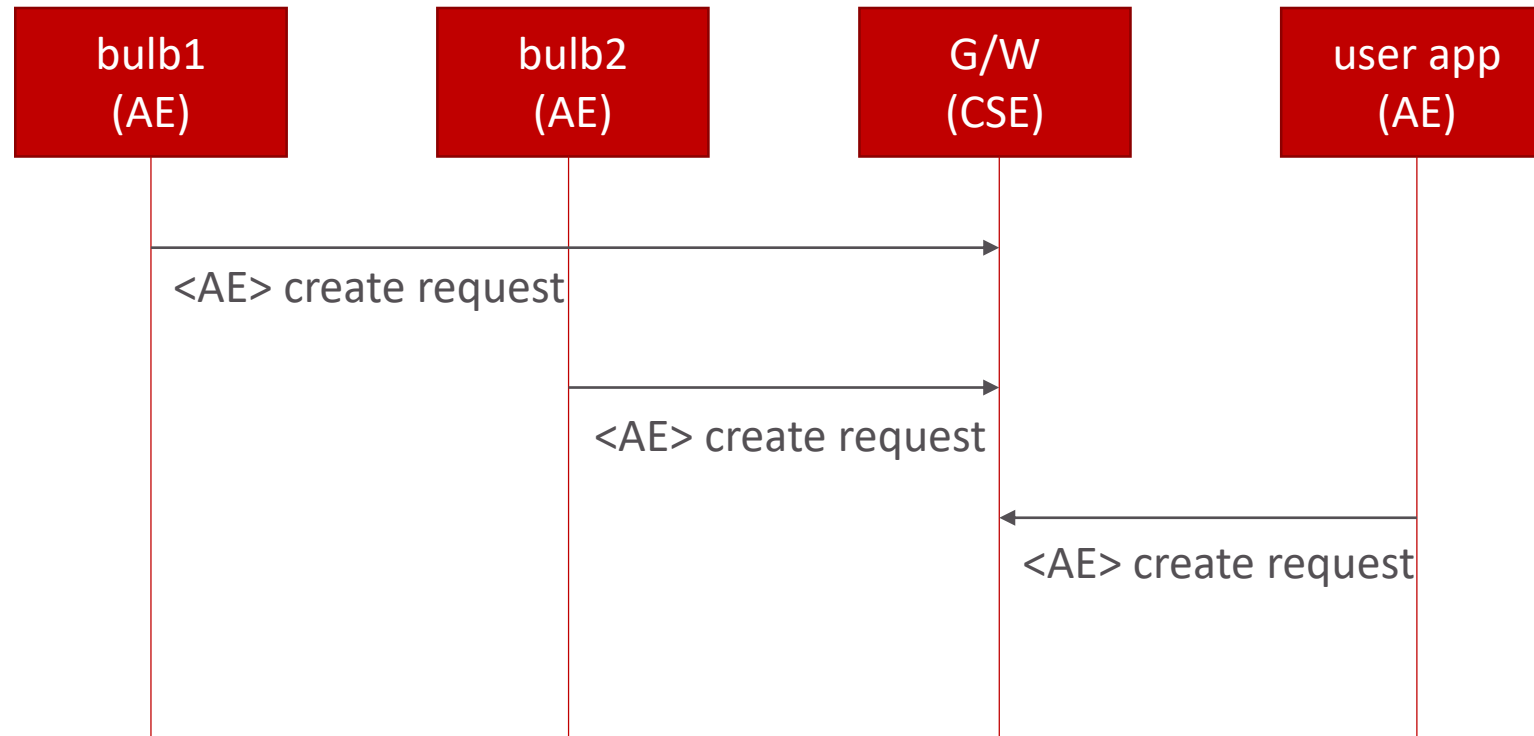 bulb1
(AE)
bulb2
(AE)
G/W
(CSE)
user app
(AE)
<AE> create request
<AE> create request
<AE> create request